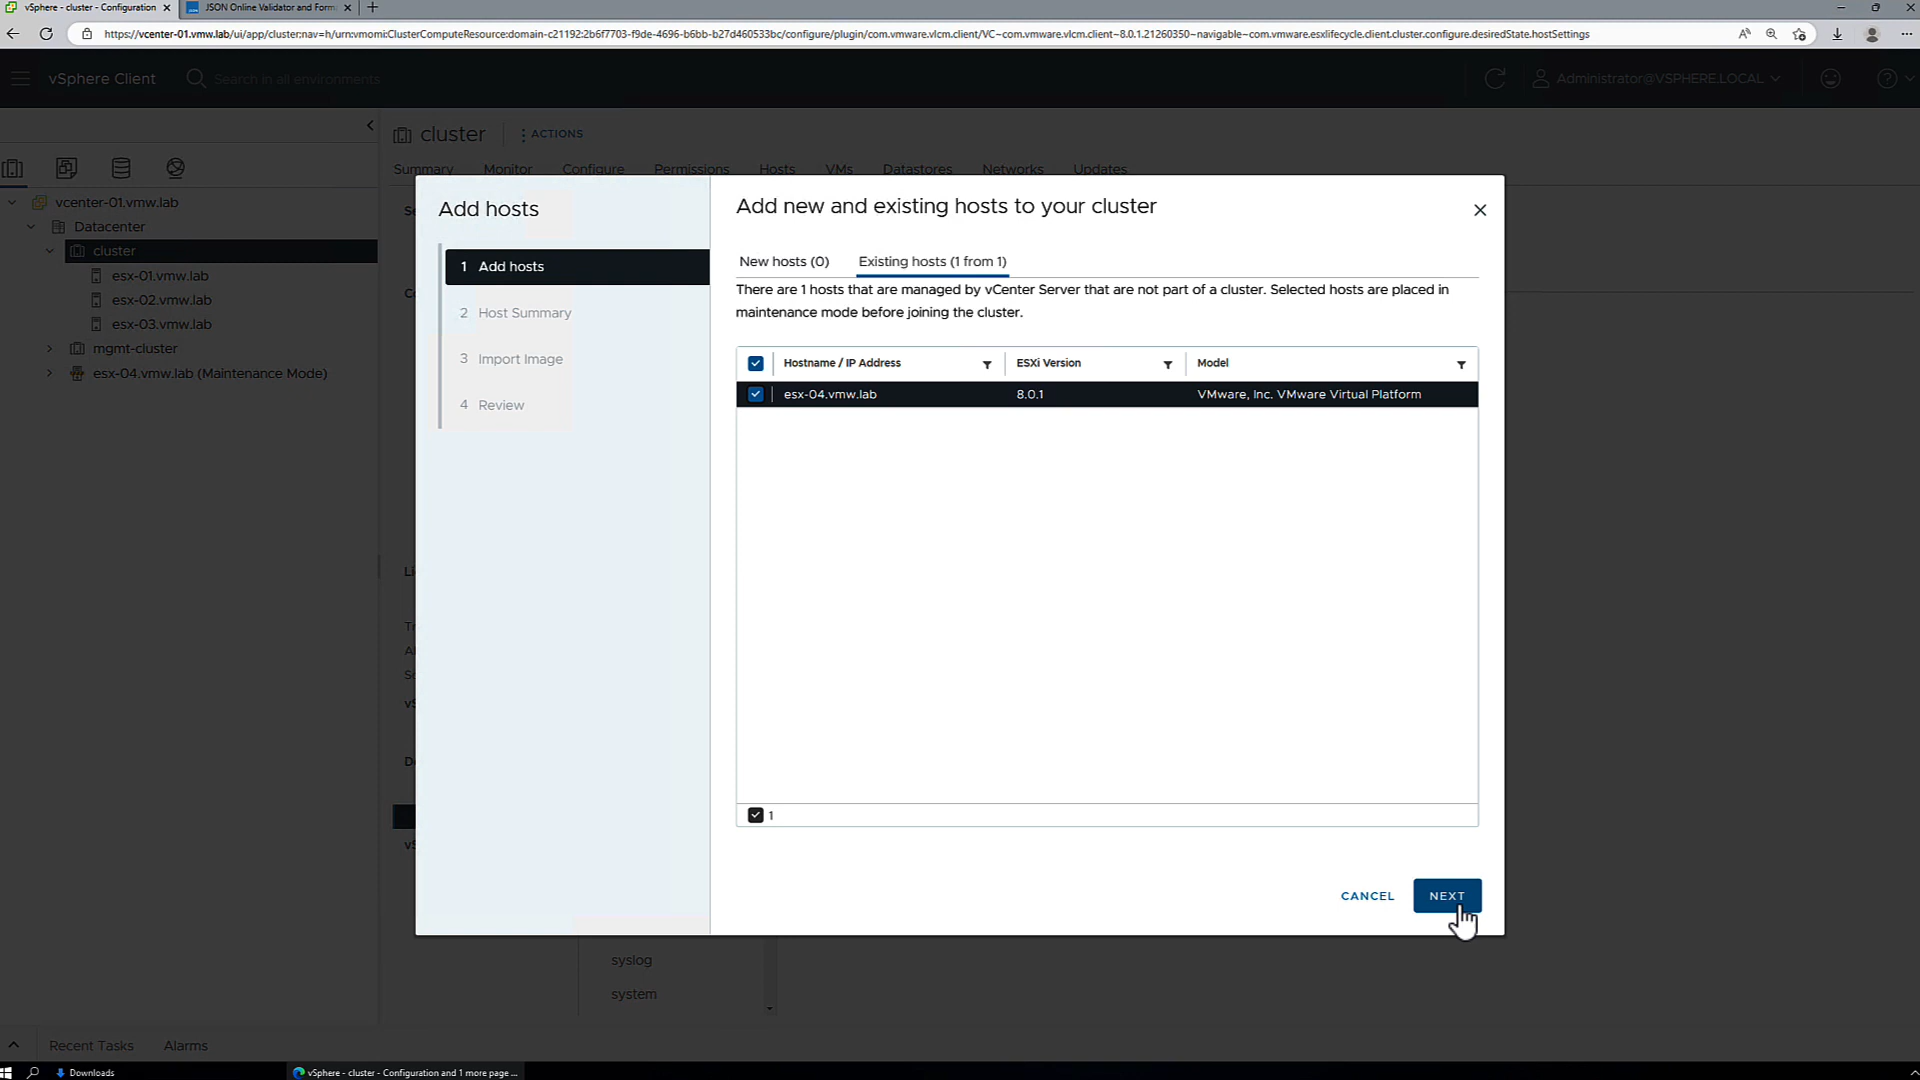 vSphere - cluster - Configuration
JSON Online Validator and Form
https://vcenter-01.vmw.lab/ui/app/cluster;nav=h/urn:vmomi:ClusterComputeResource:domain-c21192:2b6f7703-f9de-4696-b6bb-b27d460533bc/configure/plugin/com.vmware.vlcm.client/VC~com.vmware.vlcm.client~8.0.1.21260350~navigable~com.vmware.esxlifecycle.client.cluster.configure.desiredState.hostSettings
vSphere Client
Search in all environments
Administrator@VSPHERE.LOCAL
cluster
ACTIONS
Summary Monitor Configure Permissions Hosts VMs Datastores Networks Updates
vcenter-01.vmw.lab
Datacenter
cluster
esx-01.vmw.lab
esx-02.vmw.lab
esx-03.vmw.lab
mgmt-cluster
esx-04.vmw.lab (Maintenance Mode)
Add hosts
1 Add hosts
2 Host Summary
3 Import Image
4 Review
Add new and existing hosts to your cluster
New hosts (0) Existing hosts (1 from 1)
There are 1 hosts that are managed by vCenter Server that are not part of a cluster. Selected hosts are placed in
maintenance mode before joining the cluster.
Hostname / IP Address ESXi Version Model
esx-04.vmw.lab 8.0.1 VMware, Inc. VMware Virtual Platform
1
CANCEL NEXT
syslog
system
Recent Tasks Alarms
Downloads
vSphere - cluster - Configuration and 1 more page ...